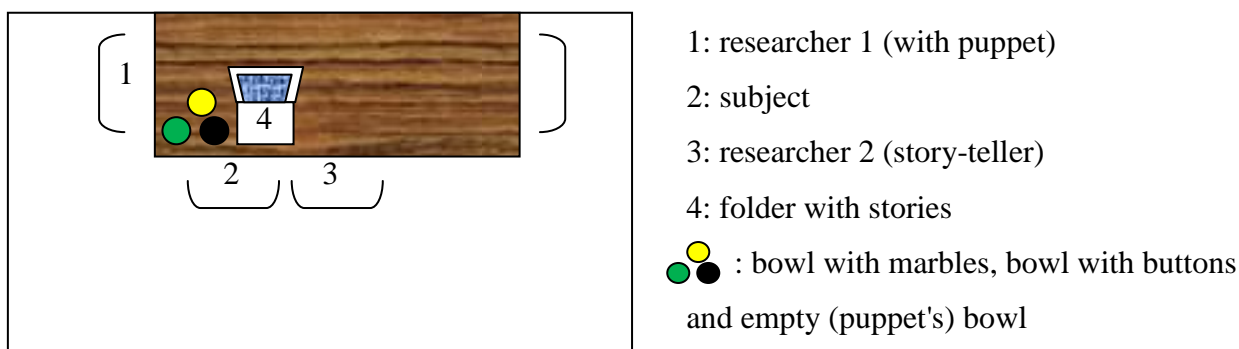 1
4
2
3
1: researcher 1 (with puppet)
2: subject
3: researcher 2 (story-teller)
4: folder with stories
: bowl with marbles, bowl with buttons
and empty (puppet's) bowl